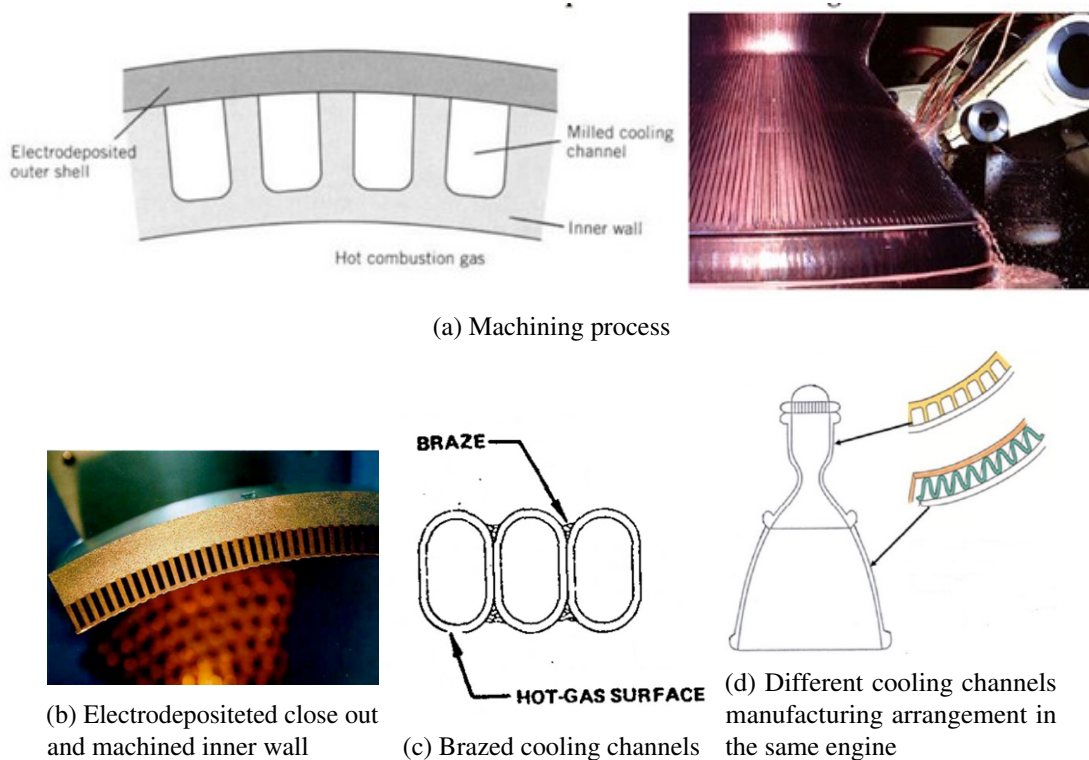 Electrodeposited
outer shell
Milled cooling
channel
Inner wall
Hot combustion gas
(a) Machining process
BRAZE
HOT-GAS SURFACE
(b) Electrodepositeted close out
and machined inner wall
(c) Brazed cooling channels
(d) Different cooling channels
manufacturing arrangement in
the same engine